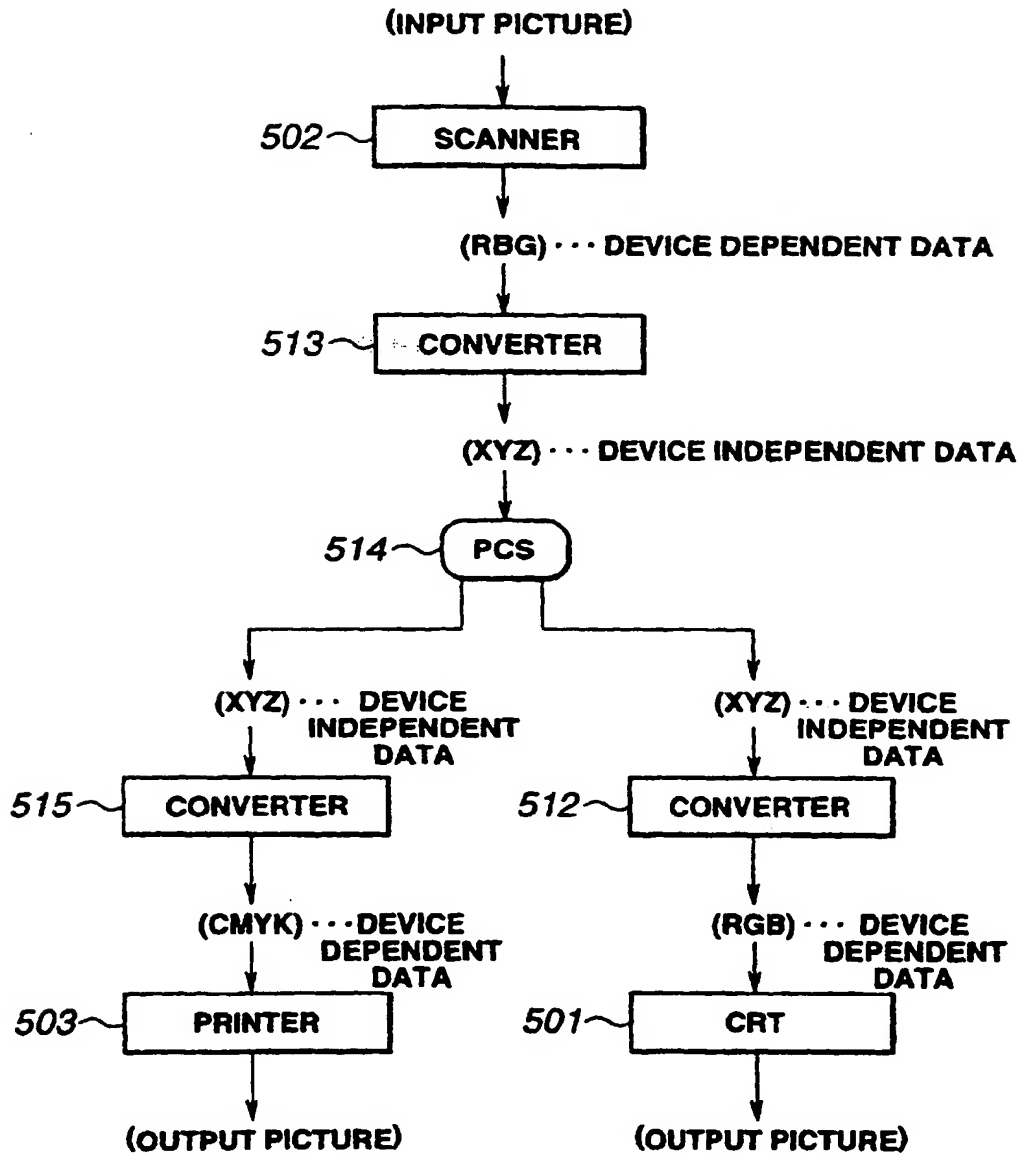 (INPUT PICTURE)
502 SCANNER
(RBG) ··· DEVICE DEPENDENT DATA
513 CONVERTER
(XYZ) ··· DEVICE INDEPENDENT DATA
514 PCS
(XYZ) ··· DEVICE
INDEPENDENT
DATA
(XYZ) ··· DEVICE
INDEPENDENT
DATA
515 CONVERTER
512 CONVERTER
(CMYK) ··· DEVICE
DEPENDENT
DATA
(RGB) ··· DEVICE
DEPENDENT
DATA
503 PRINTER
501 CRT
(OUTPUT PICTURE)
(OUTPUT PICTURE)